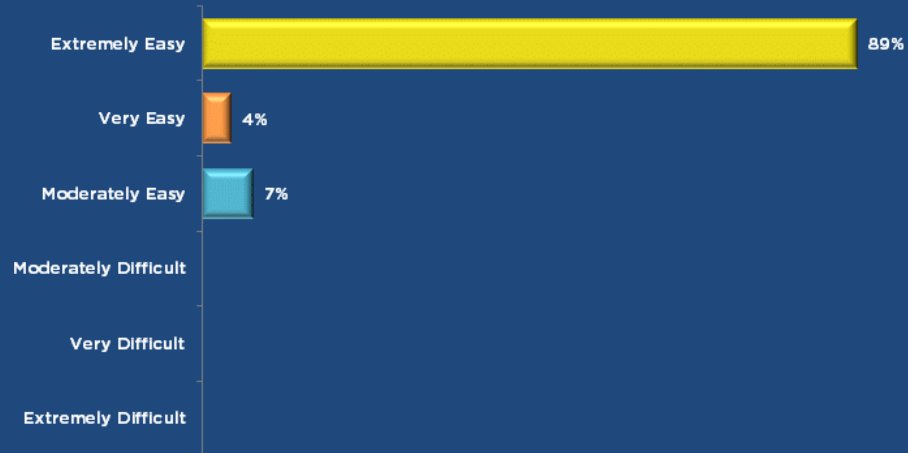 Extremely Easy 89%
Very Easy 4%
Moderately Easy 7%
Moderately Difficult
Very Difficult
Extremely Difficult